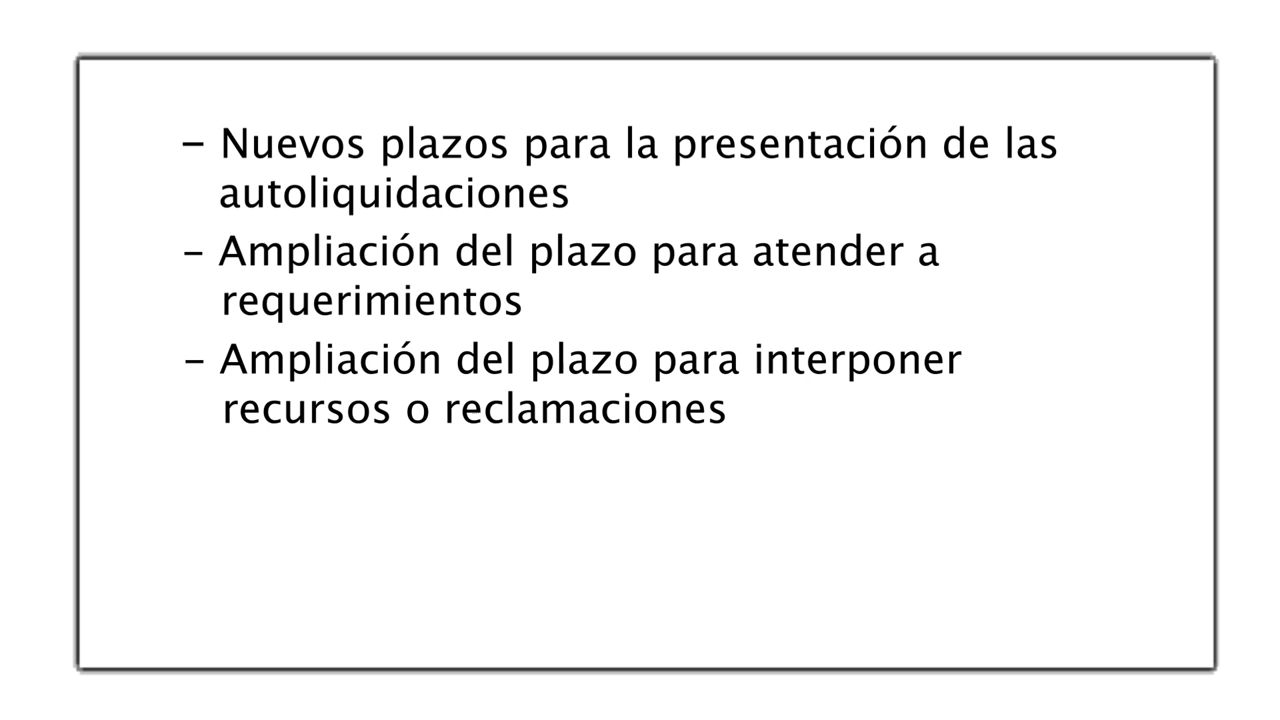 – Nuevos plazos para la presentación de las
autoliquidaciones
– Ampliación del plazo para atender a
requerimientos
– Ampliación del plazo para interponer
recursos o reclamaciones